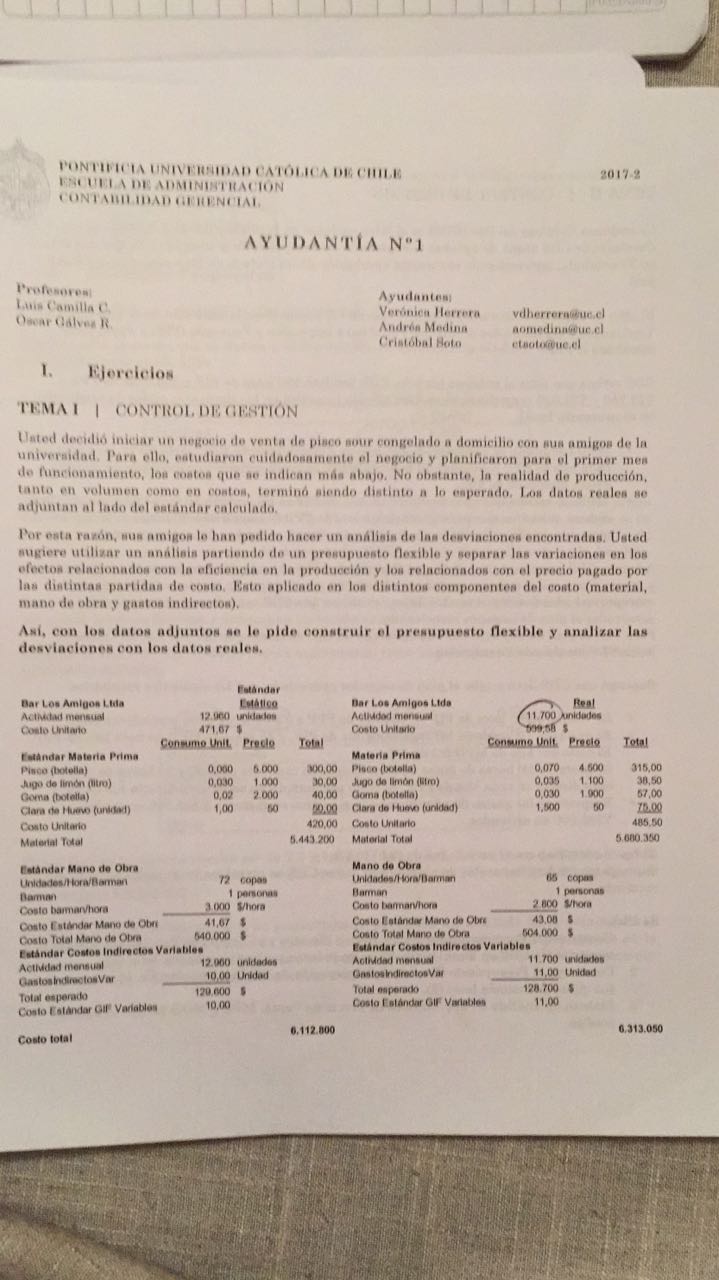 PONTIFICIA UNIVERSIDAD CATÓLICA DE CHILE 2017-2
ESCUELA DE ADMINISTRACIÓN
CONTABILIDAD GERENCIAL
AYUDANTÍA Nº1
Profesores:
Luis Camilla C.
Oscar Gálvez R.
Ayudantes:
Verónica Herrera vdherrera@uc.cl
Andrés Medina aomedina@uc.cl
Cristóbal Soto ctsoto@uc.cl
I. Ejercicios
TEMA I | CONTROL DE GESTIÓN
Usted decidió iniciar un negocio de venta de pisco sour congelado a domicilio con sus amigos de la
universidad. Para ello, estudiaron cuidadosamente el negocio y planificaron para el primer mes
de funcionamiento, los costos que se indican más abajo. No obstante, la realidad de producción,
tanto en volumen como en costos, terminó siendo distinto a lo esperado. Los datos reales se
adjuntan al lado del estándar calculado.
Por esta razón, sus amigos le han pedido hacer un análisis de las desviaciones encontradas. Usted
sugiere utilizar un análisis partiendo de un presupuesto flexible y separar las variaciones en los
efectos relacionados con la eficiencia en la producción y los relacionados con el precio pagado por
las distintas partidas de costo. Esto aplicado en los distintos componentes del costo (material,
mano de obra y gastos indirectos).
Así, con los datos adjuntos se le pide construir el presupuesto flexible y analizar las
desviaciones con los datos reales.
Estándar
Bar Los Amigos Ltda Estático
Actividad mensual 12.960 unidades
Costo Unitario 471,67 $
Consumo Unit. Precio Total
Estándar Materia Prima
Pisco (botella) 0,060 5.000 300,00
Jugo de limón (litro) 0,030 1.000 30,00
Goma (botella) 0,02 2.000 40,00
Clara de Huevo (unidad) 1,00 50 50,00
Costo Unitario 420,00
Material Total 5.443.200
Estándar Mano de Obra
Unidades/Hora/Barman 72 copas
Barman 1 personas
Costo barman/hora 3.000 $/hora
Costo Estándar Mano de Obra 41,67 $
Costo Total Mano de Obra 540.000 $
Estándar Costos Indirectos Variables
Actividad mensual 12.960 unidades
GastosIndirectosVar 10,00 Unidad
Total esperado 129.600 $
Costo Estándar GIF Variables 10,00
Costo total 6.112.800
Bar Los Amigos Ltda Real
Actividad mensual 11.700 unidades
Costo Unitario 539,58 $
Consumo Unit. Precio Total
Materia Prima
Pisco (botella) 0,070 4.500 315,00
Jugo de limón (litro) 0,035 1.100 38,50
Goma (botella) 0,030 1.900 57,00
Clara de Huevo (unidad) 1,500 50 75,00
Costo Unitario 485,50
Material Total 5.680.350
Mano de Obra
Unidades/Hora/Barman 65 copas
Barman 1 personas
Costo barman/hora 2.800 $/hora
Costo Estándar Mano de Obra 43,08 $
Costo Total Mano de Obra 504.000 $
Estándar Costos Indirectos Variables
Actividad mensual 11.700 unidades
GastosIndirectosVar 11,00 Unidad
Total esperado 128.700 $
Costo Estándar GIF Variables 11,00
6.313.050